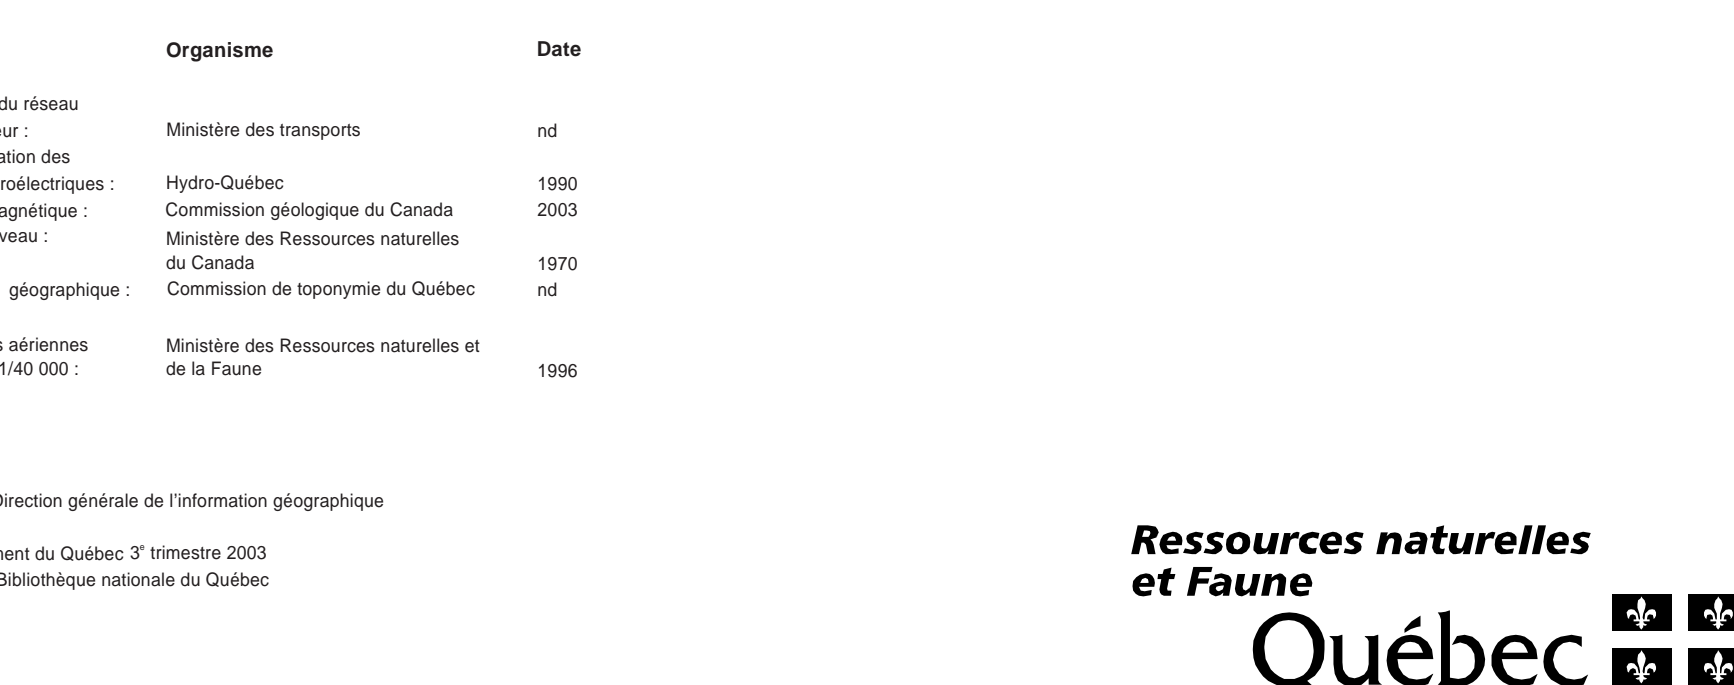 Organisme Date
du réseau
eur : Ministère des transports nd
ation des
roélectriques : Hydro-Québec 1990
agnétique : Commission géologique du Canada 2003
veau : Ministère des Ressources naturelles
du Canada 1970
géographique : Commission de toponymie du Québec nd
s aériennes Ministère des Ressources naturelles et
1/40 000 : de la Faune 1996
Direction générale de l'information géographique
ment du Québec 3e trimestre 2003
Bibliothèque nationale du Québec
Ressources naturelles
et Faune
Québec